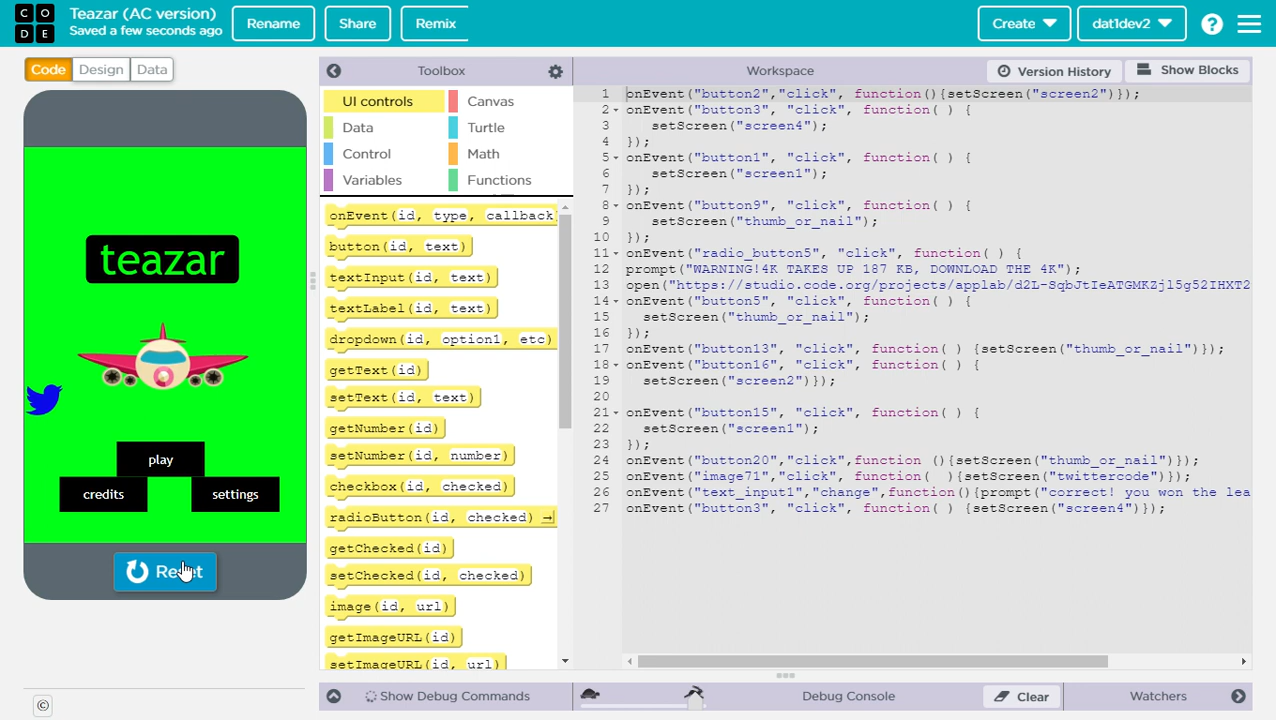 CO
DE
Teazar (AC version)
Saved a few seconds ago
Rename
Share
Remix
Create
dat1dev2
?
Code
Design
Data
Toolbox
Workspace
Version History
Show Blocks
teazar
play
credits
settings
Reset
©
UI controls
Canvas
Data
Turtle
Control
Math
Variables
Functions
onEvent(id, type, callback
button(id, text)
textInput(id, text)
textLabel(id, text)
dropdown(id, option1, etc)
getText(id)
setText(id, text)
getNumber(id)
setNumber(id, number)
checkbox(id, checked)
radioButton(id, checked)
getChecked(id)
setChecked(id, checked)
image(id, url)
getImageURL(id)
setImageURL(id, url)
1 onEvent("button2","click", function(){setScreen("screen2")});
2 onEvent("button3", "click", function( ) {
3 setScreen("screen4");
4 });
5 onEvent("button1", "click", function( ) {
6 setScreen("screen1");
7 });
8 onEvent("button9", "click", function( ) {
9 setScreen("thumb_or_nail");
10 });
11 onEvent("radio_button5", "click", function( ) {
12 prompt("WARNING!4K TAKES UP 187 KB, DOWNLOAD THE 4K");
13 open("https://studio.code.org/projects/applab/d2L-SqbJtIeATGMKZjl5g52IHXT2
14 onEvent("button5", "click", function( ) {
15 setScreen("thumb_or_nail");
16 });
17 onEvent("button13", "click", function( ) {setScreen("thumb_or_nail")});
18 onEvent("button16", "click", function( ) {
19 setScreen("screen2")});
20
21 onEvent("button15", "click", function( ) {
22 setScreen("screen1");
23 });
24 onEvent("button20","click",function (){setScreen("thumb_or_nail")});
25 onEvent("image71","click", function(  ){setScreen("twittercode")});
26 onEvent("text_input1","change",function(){prompt("correct! you won the lea
27 onEvent("button3", "click", function( ) {setScreen("screen4")});
Show Debug Commands
Debug Console
Clear
Watchers